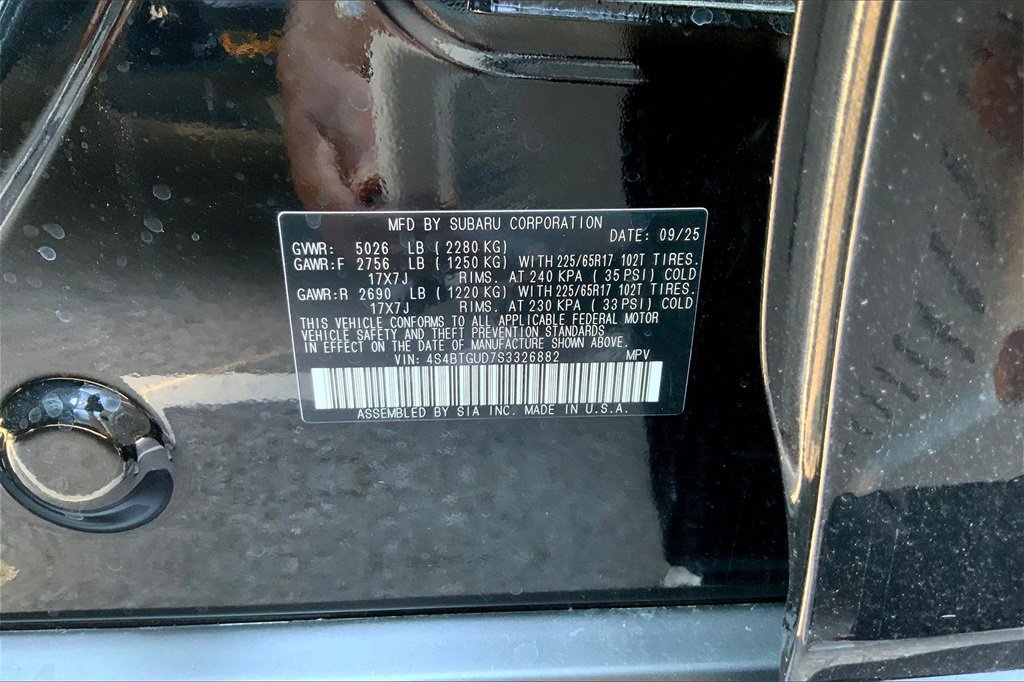 MFD BY SUBARU CORPORATION
DATE: 09/25
GVWR: 5026 LB ( 2280 KG)
GAWR:F 2756 LB ( 1250 KG) WITH 225/65R17 102T TIRES.
17X7J RIMS. AT 240 KPA ( 35 PSI) COLD
GAWR:R 2690 LB ( 1220 KG) WITH 225/65R17 102T TIRES.
17X7J RIMS. AT 230 KPA ( 33 PSI) COLD
THIS VEHICLE CONFORMS TO ALL APPLICABLE FEDERAL MOTOR
VEHICLE SAFETY AND THEFT PREVENTION STANDARDS
IN EFFECT ON THE DATE OF MANUFACTURE SHOWN ABOVE.
VIN: 4S4BTGUD7S3326882 MPV
ASSEMBLED BY SIA INC. MADE IN U.S.A.